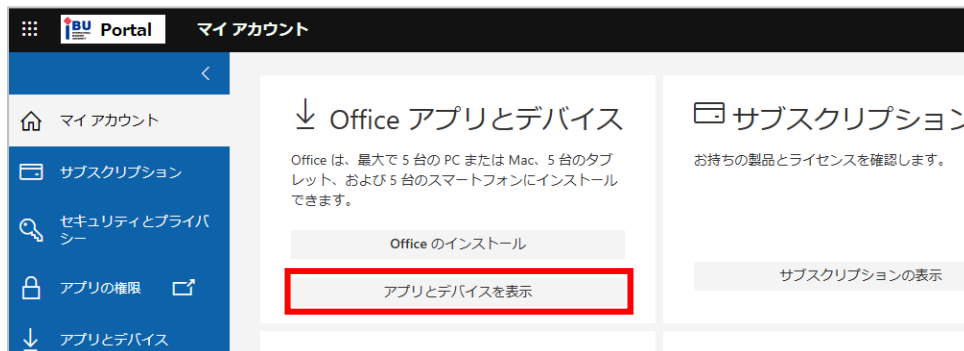 iBU Portal マイ アカウント
マイ アカウント
サブスクリプション
セキュリティとプライバ
シー
アプリの権限
アプリとデバイス
Office アプリとデバイス
Office は、最大で 5 台の PC または Mac、5 台のタブ
レット、および 5 台のスマートフォンにインストール
できます。
Office のインストール
アプリとデバイスを表示
サブスクリプション
お持ちの製品とライセンスを確認します。
サブスクリプションの表示